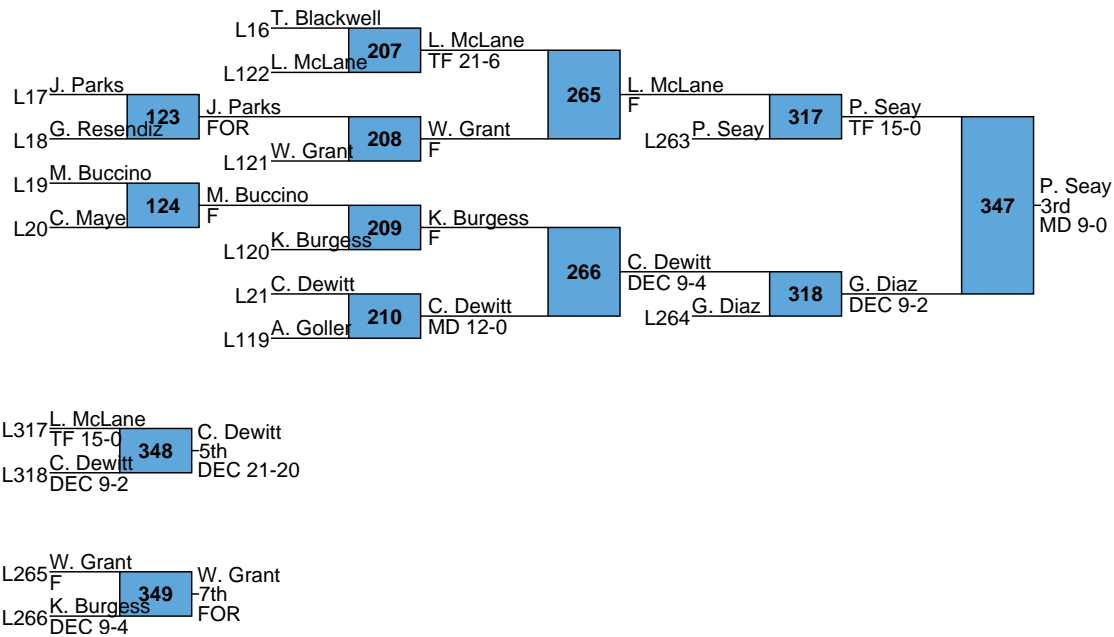 L16 T. Blackwell
207
L. McLane
TF 21-6
L122 L. McLane
265
L. McLane
F
L17 J. Parks
123
J. Parks
FOR
L18 G. Resendiz
208
W. Grant
F
L121 W. Grant
317
P. Seay
TF 15-0
L263 P. Seay
L19 M. Buccino
124
M. Buccino
F
L20 C. Maye
209
K. Burgess
F
L120 K. Burgess
347
P. Seay
3rd
MD 9-0
266
C. Dewitt
DEC 9-4
L21 C. Dewitt
210
C. Dewitt
MD 12-0
L119 A. Goller
318
G. Diaz
DEC 9-2
L264 G. Diaz
L317 L. McLane
TF 15-0
348
C. Dewitt
5th
DEC 21-20
L318 C. Dewitt
DEC 9-2
L265 W. Grant
F
349
W. Grant
7th
FOR
L266 K. Burgess
DEC 9-4